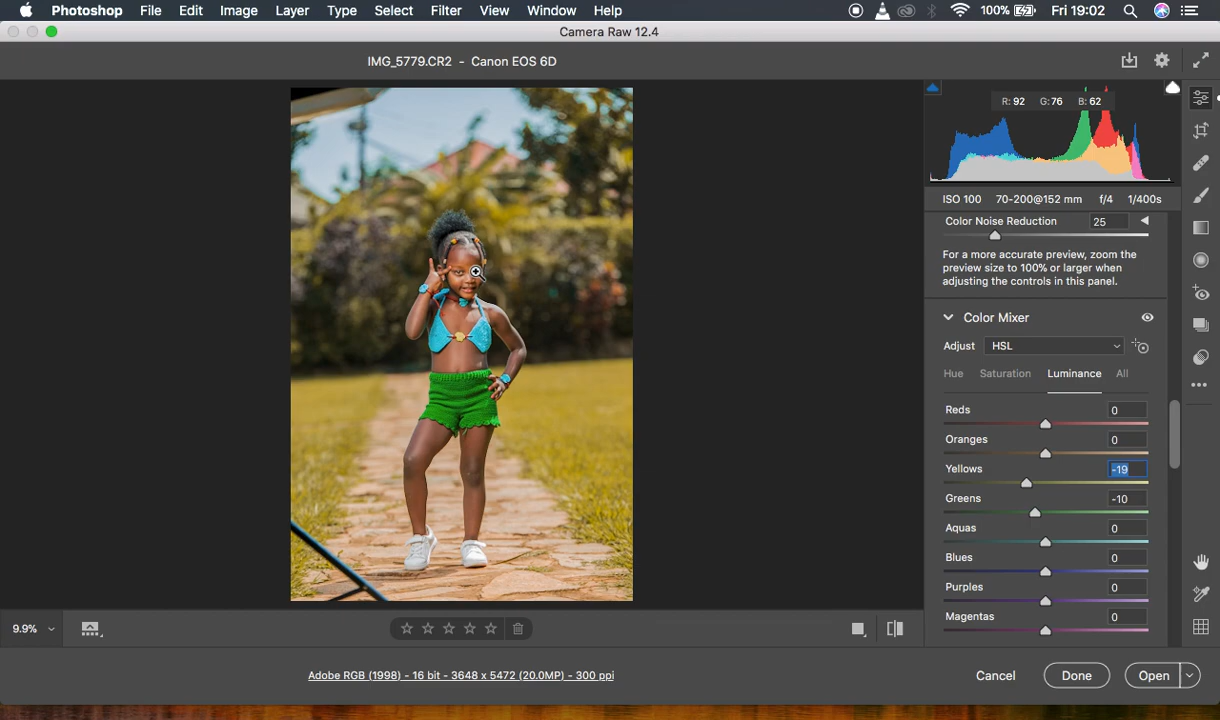 Photoshop File Edit Image Layer Type Select Filter View Window Help 100% Fri 19:02
Camera Raw 12.4
IMG_5779.CR2 - Canon EOS 6D
R: 92 G: 76 B: 62
ISO 100 70-200@152 mm f/4 1/400s
Color Noise Reduction 25
For a more accurate preview, zoom the
preview size to 100% or larger when
adjusting the controls in this panel.
Color Mixer
Adjust HSL
Hue Saturation Luminance All
Reds 0
Oranges 0
Yellows -19
Greens -10
Aquas 0
Blues 0
Purples 0
Magentas 0
9.9%
Adobe RGB (1998) - 16 bit - 3648 x 5472 (20.0MP) - 300 ppi
Cancel Done Open